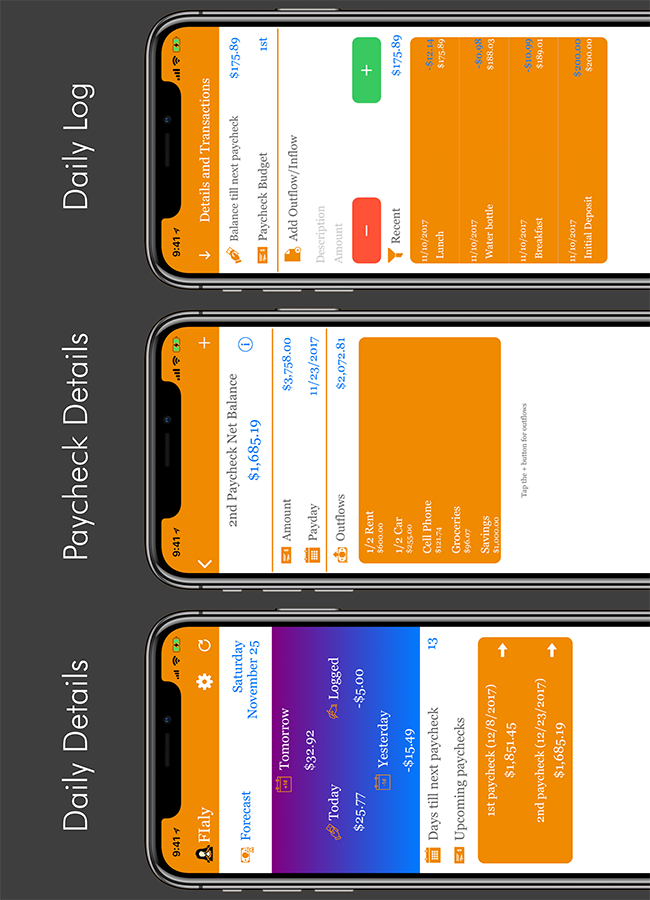 Daily Details
9:41
FIaly
Forecast
Saturday
November 25
+1d
Tomorrow
$32.92
Today
$25.77
Logged
-$5.00
-1d
Yesterday
-$15.49
Days till next paycheck
13
Upcoming paychecks
1st paycheck (12/8/2017)
$1,851.45
2nd paycheck (12/23/2017)
$1,685.19
Paycheck Details
9:41
2nd Paycheck Net Balance
$1,685.19
Amount
$3,758.00
Payday
11/23/2017
Outflows
$2,072.81
1/2 Rent
$600.00
1/2 Car
$255.00
Cell Phone
$121.74
Groceries
$96.07
Savings
$1,000.00
Tap the + button for outflows
Daily Log
9:41
Details and Transactions
Balance till next paycheck
$175.89
Paycheck Budget
1st
Add Outflow/Inflow
Description
Amount
− +
Recent
$175.89
11/10/2017 -$12.14
Lunch $175.89
11/10/2017 -$0.98
Water bottle $188.03
11/10/2017 -$10.99
Breakfast $189.01
11/10/2017 $200.00
Initial Deposit $200.00